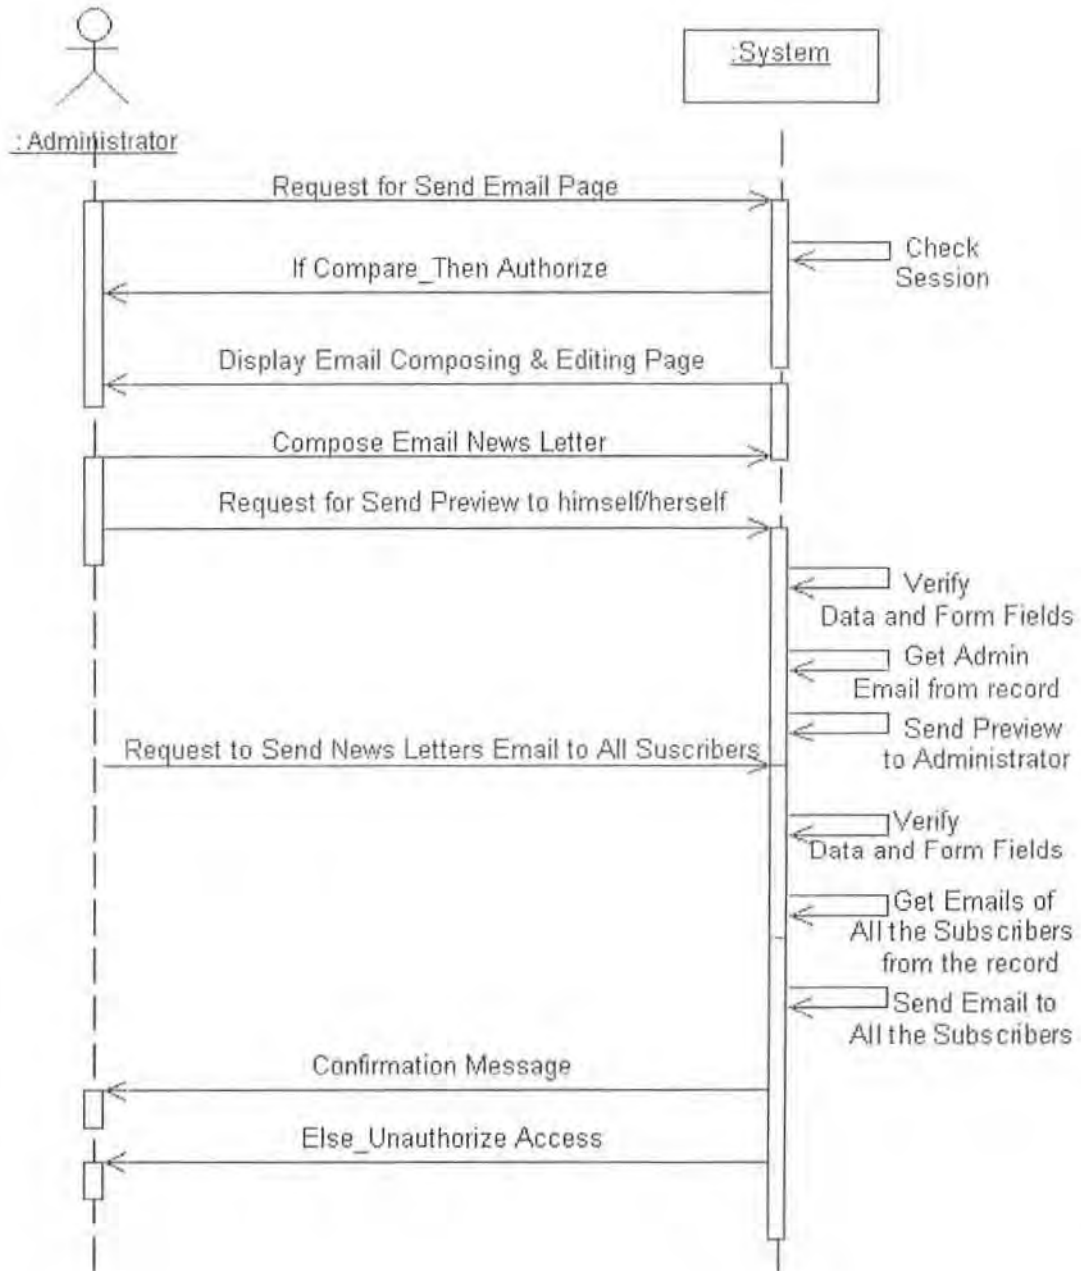 :System
: Administrator
Request for Send Email Page
Check
Session
If Compare_Then Authorize
Display Email Composing & Editing Page
Compose Email News Letter
Request for Send Preview to himself/herself
Verify
Data and Form Fields
Get Admin
Email from record
Send Preview
to Administrator
Request to Send News Letters Email to All Suscribers
Verify
Data and Form Fields
Get Emails of
All the Subscribers
from the record
Send Email to
All the Subscribers
Confirmation Message
Else_Unauthorize Access